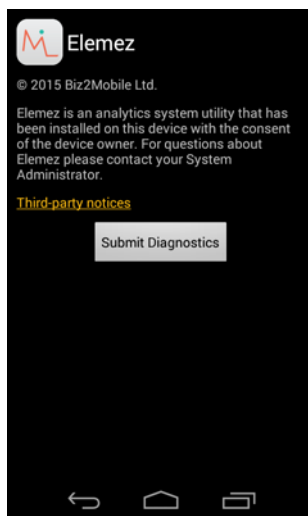 Elemez
© 2015 Biz2Mobile Ltd.
Elemez is an analytics system utility that has
been installed on this device with the consent
of the device owner. For questions about
Elemez please contact your System
Administrator.
Third-party notices
Submit Diagnostics